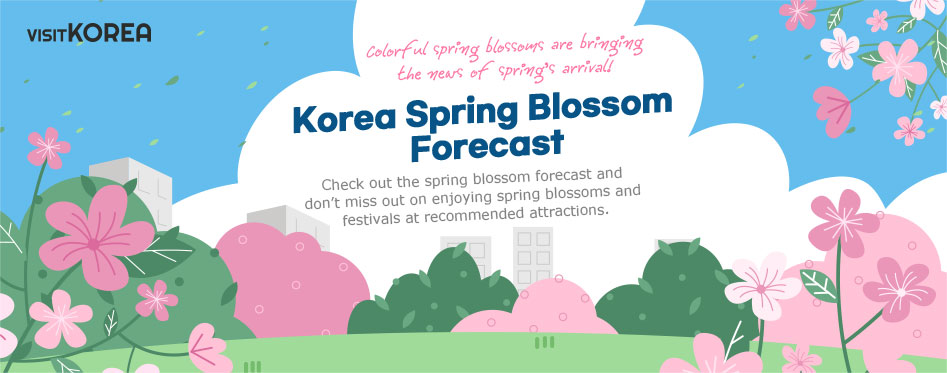 VISITKOREA
Colorful spring blossoms are bringing
the news of spring's arrival!
Korea Spring Blossom
Forecast
Check out the spring blossom forecast and
don't miss out on enjoying spring blossoms and
festivals at recommended attractions.